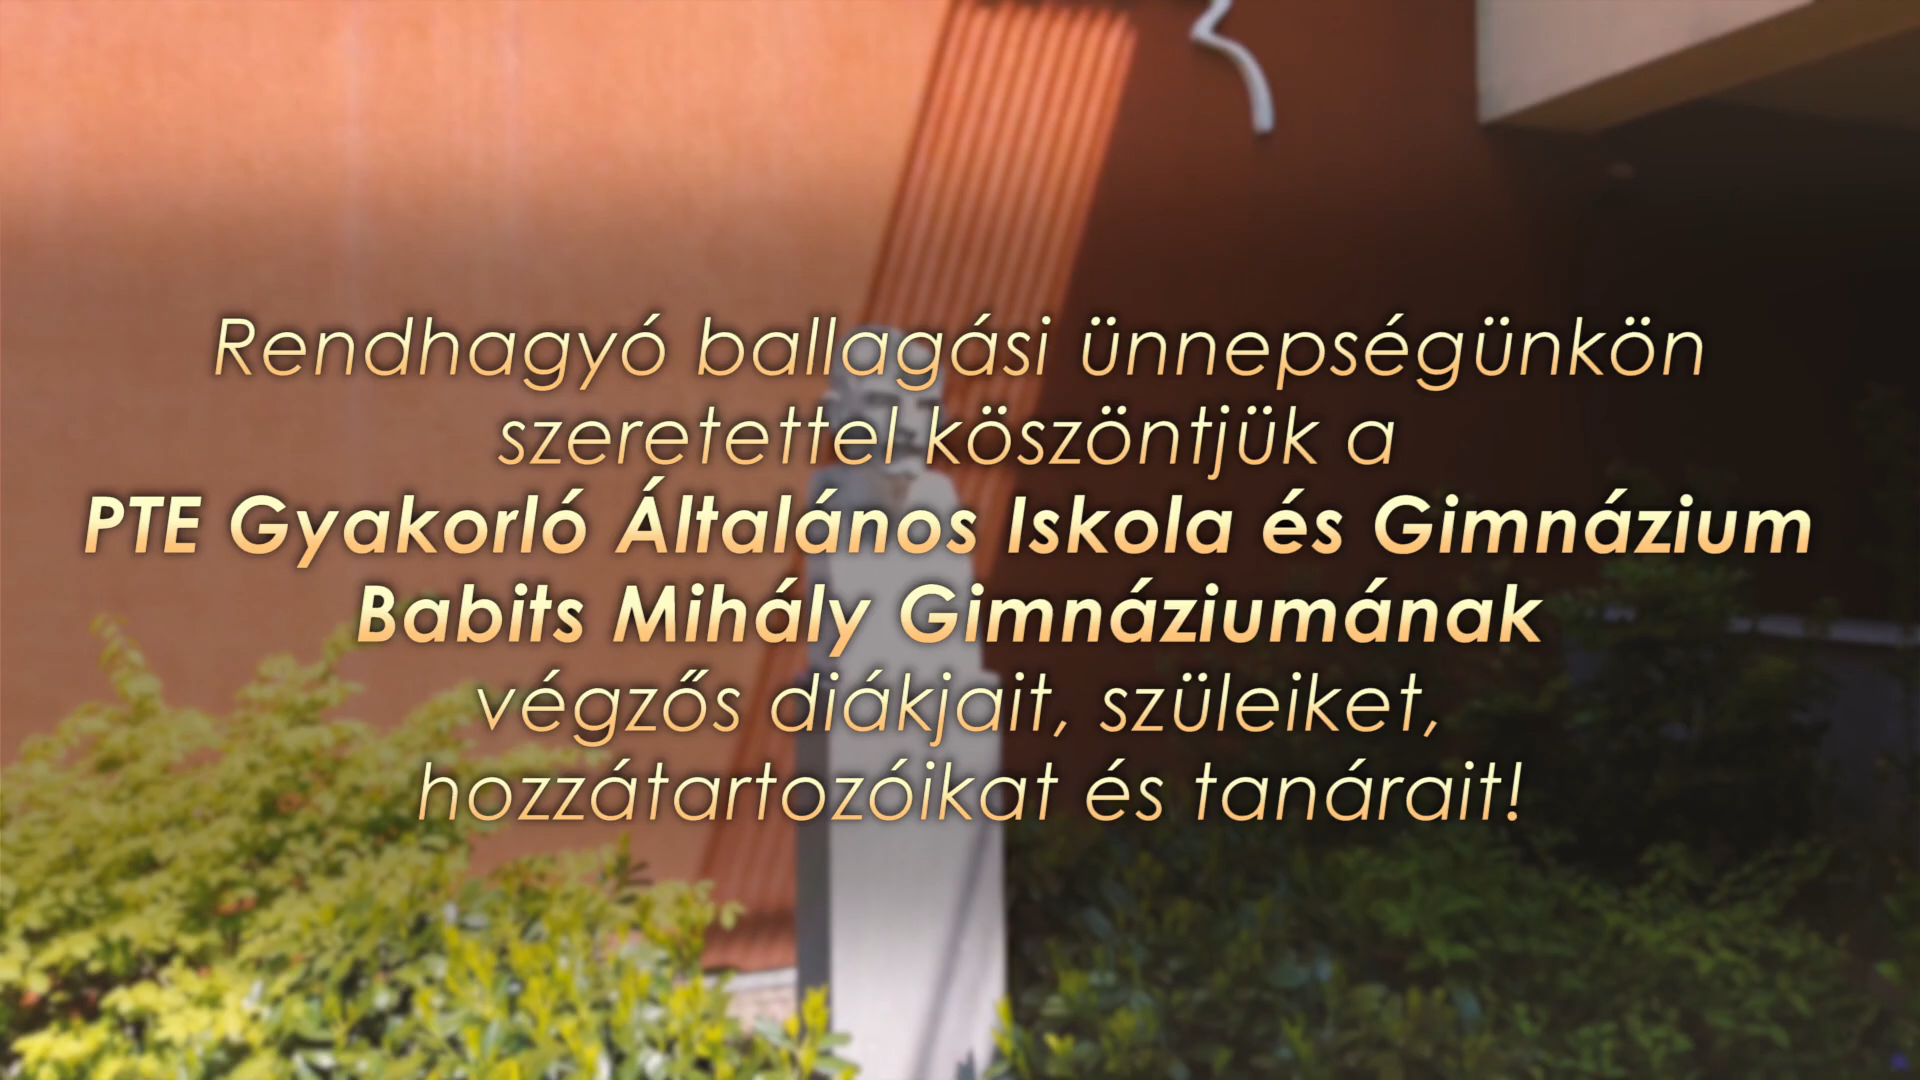 Rendhagyó ballagási ünnepségünkön
szeretettel köszöntjük a
PTE Gyakorló Általános Iskola és Gimnázium
Babits Mihály Gimnáziumának
végzős diákjait, szüleiket,
hozzátartozóikat és tanárait!